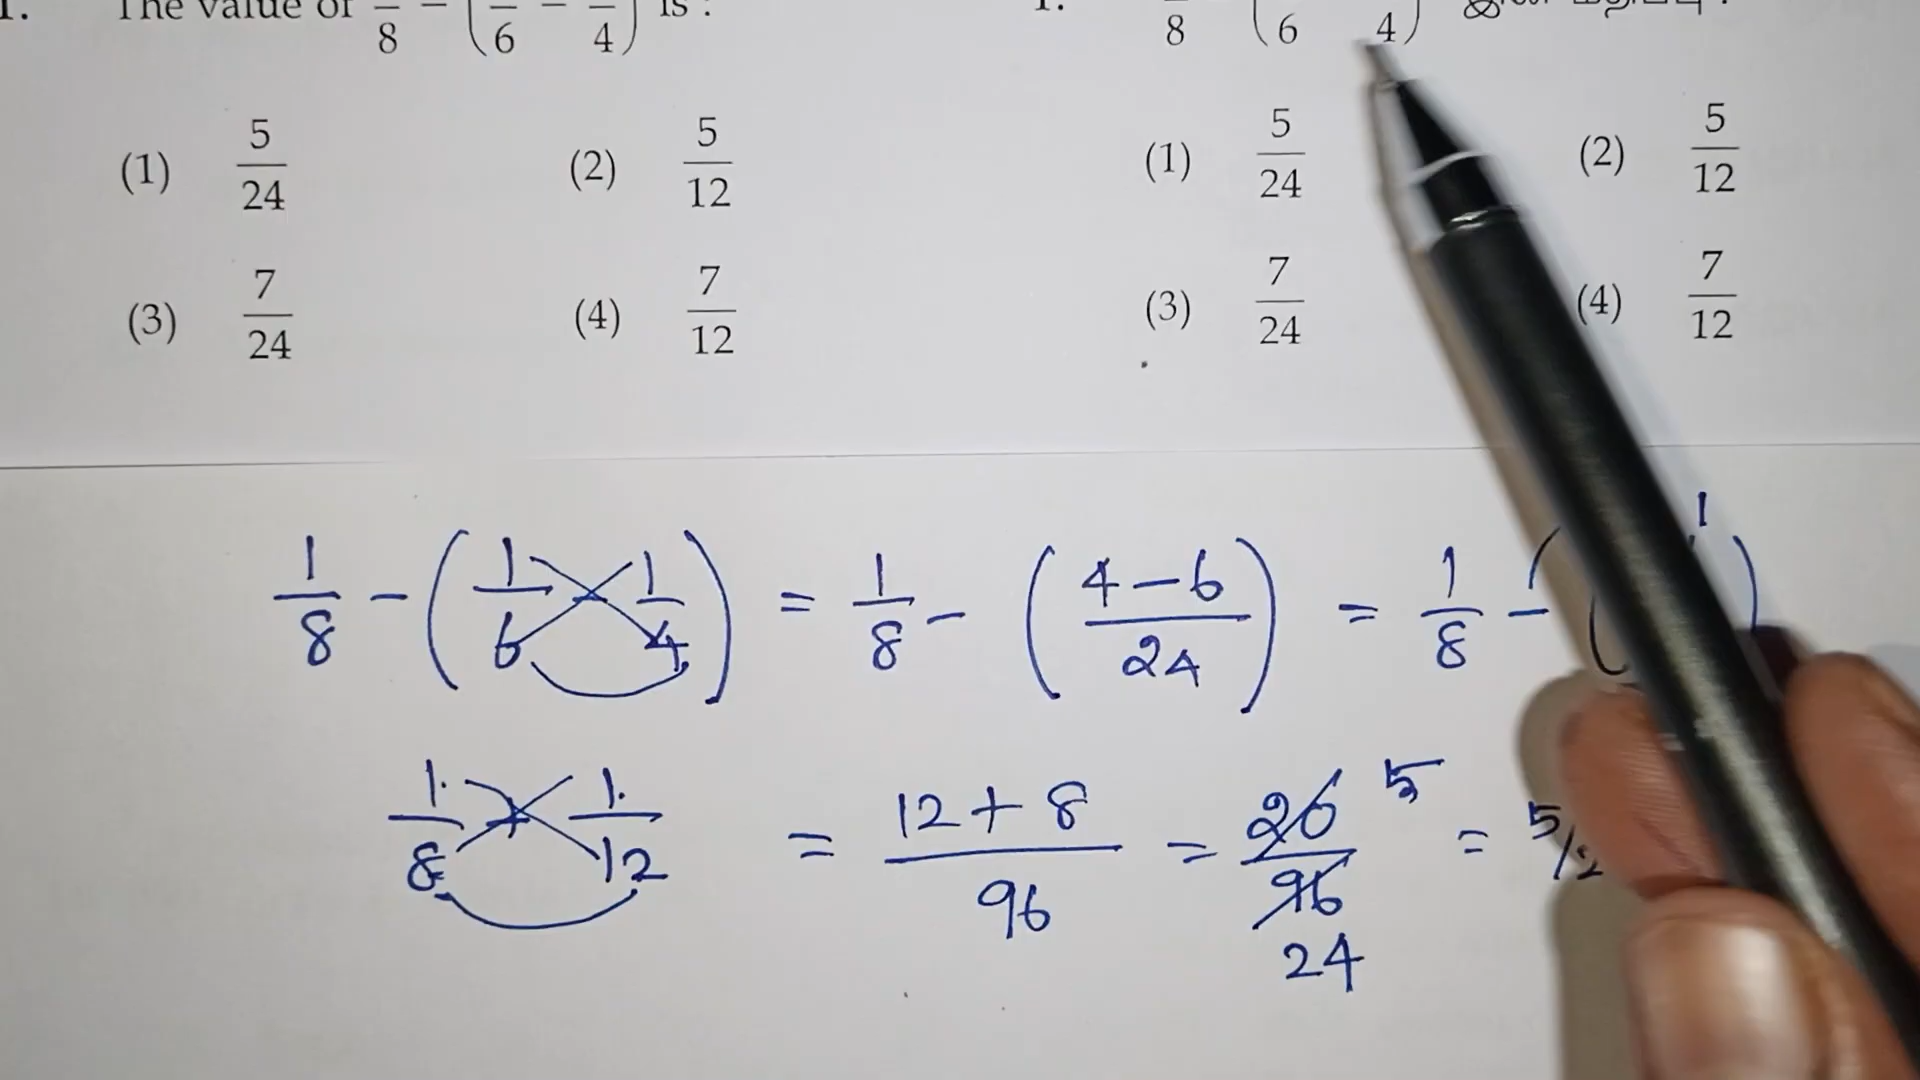 1. The value of 8 − ( 6 − 4 ) is :
(1) 5/24 (2) 5/12
(3) 7/24 (4) 7/12
1. 8 ( 6 4 )
(1) 5/24 (2) 5/12
(3) 7/24 (4) 7/12
1/8 − ( 1/6 − 1/4 ) = 1/8 − ( 4 − 6 / 24 ) = 1/8 − ( 1 )
1/8 + 1/12 = 12 + 8 / 96 = 20/96 5 24 = 5/2